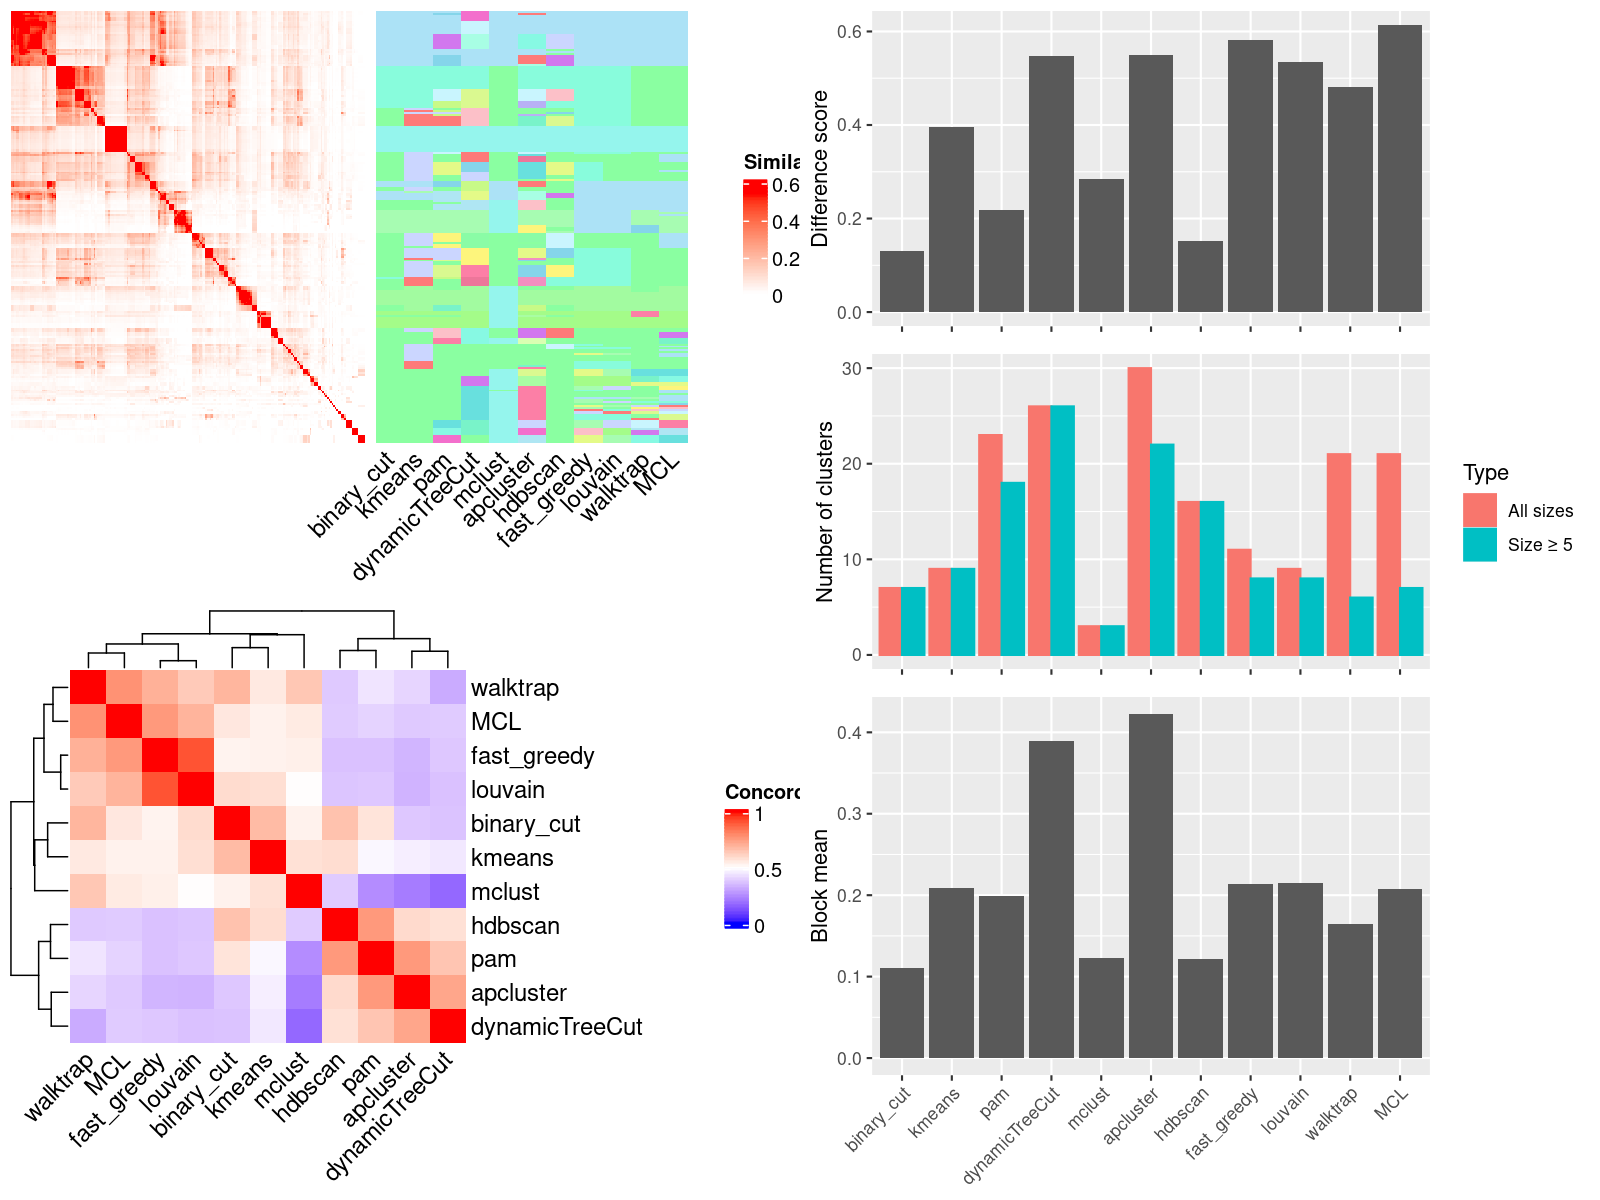 Simila
0.6
0.4
0.2
0
binary_cut
kmeans
pam
dynamicTreeCut
mclust
apcluster
hdbscan
fast_greedy
louvain
walktrap
MCL
Difference score
0.6
0.4
0.2
0.0
Number of clusters
30
20
10
0
Type
All sizes
Size ≥ 5
walktrap
MCL
fast_greedy
louvain
binary_cut
kmeans
mclust
hdbscan
pam
apcluster
dynamicTreeCut
walktrap
MCL
fast_greedy
louvain
binary_cut
kmeans
mclust
hdbscan
pam
apcluster
dynamicTreeCut
Concord
1
0.5
0
Block mean
0.4
0.3
0.2
0.1
0.0
binary_cut
kmeans
pam
dynamicTreeCut
mclust
apcluster
hdbscan
fast_greedy
louvain
walktrap
MCL